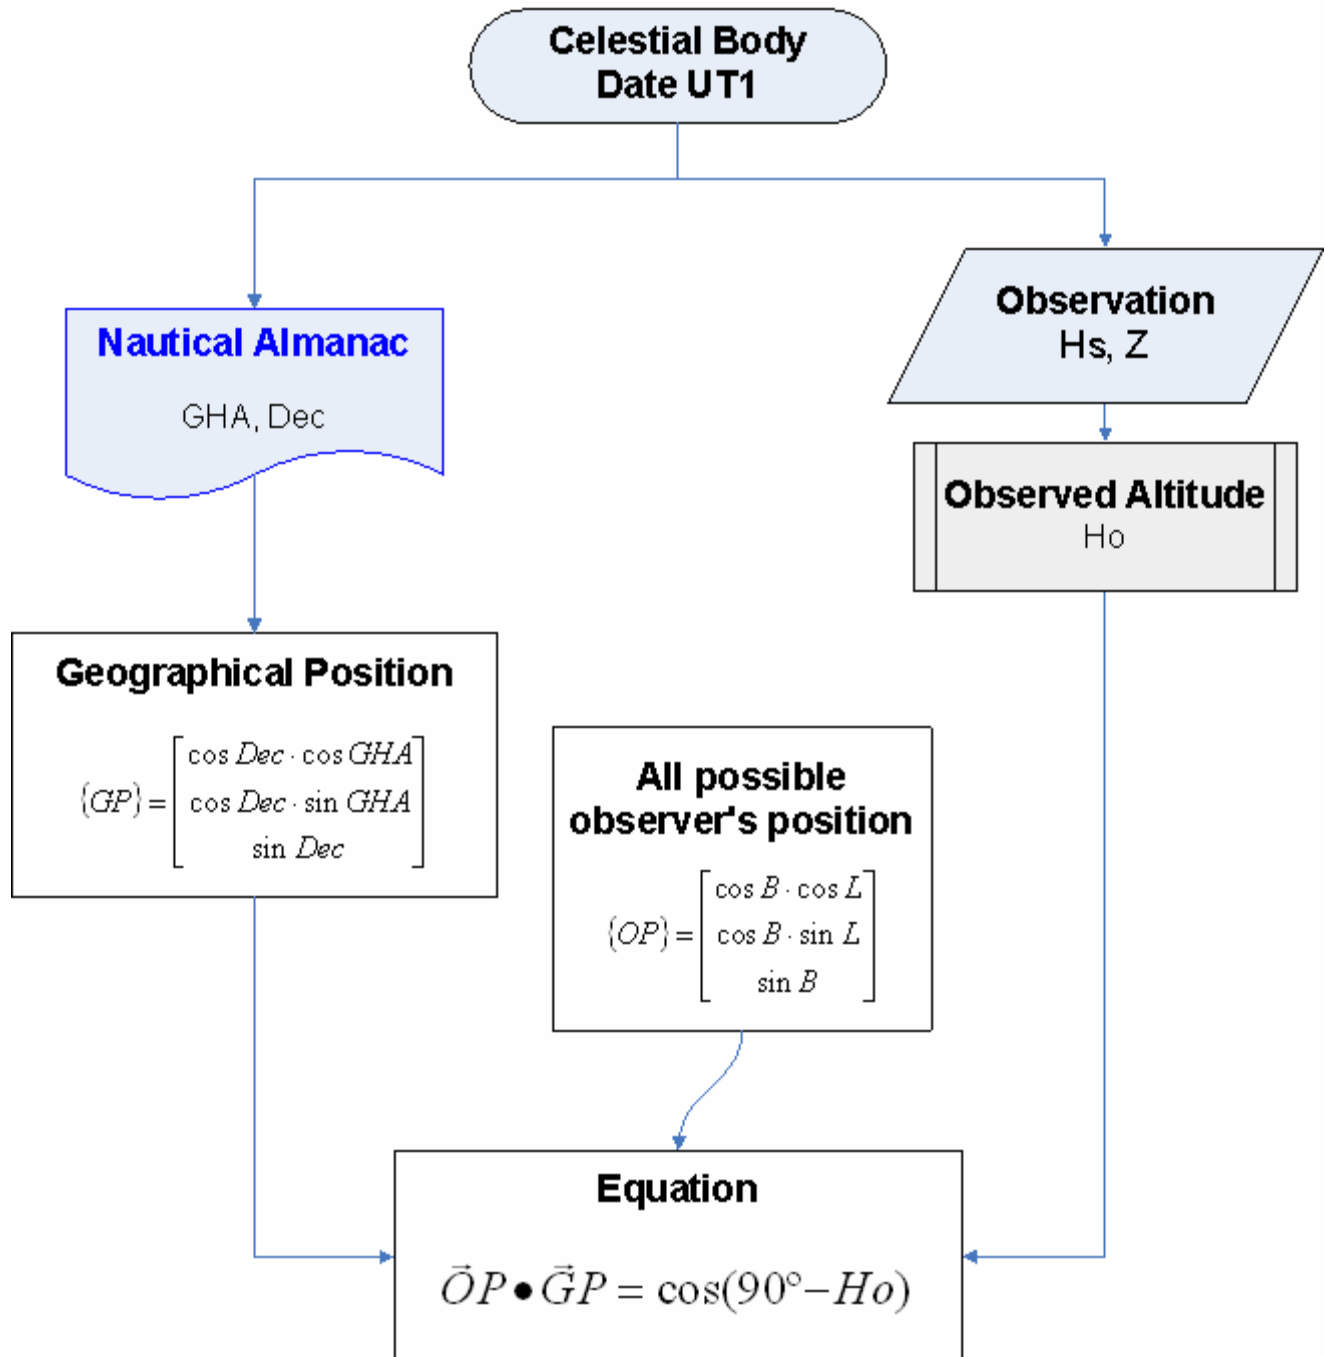 Celestial Body
Date UT1
Nautical Almanac
GHA, Dec
Observation
Hs, Z
Observed Altitude
Ho
Geographical Position
{GP} = [cos Dec · cos GHA
cos Dec · sin GHA
sin Dec]
All possible
observer's position
{OP} = [cos B · cos L
cos B · sin L
sin B]
Equation
O⃗P • G⃗P = cos(90°−Ho)